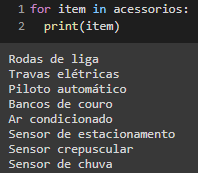 1 for item in acessorios:
2 print(item)
Rodas de liga
Travas elétricas
Piloto automático
Bancos de couro
Ar condicionado
Sensor de estacionamento
Sensor crepuscular
Sensor de chuva